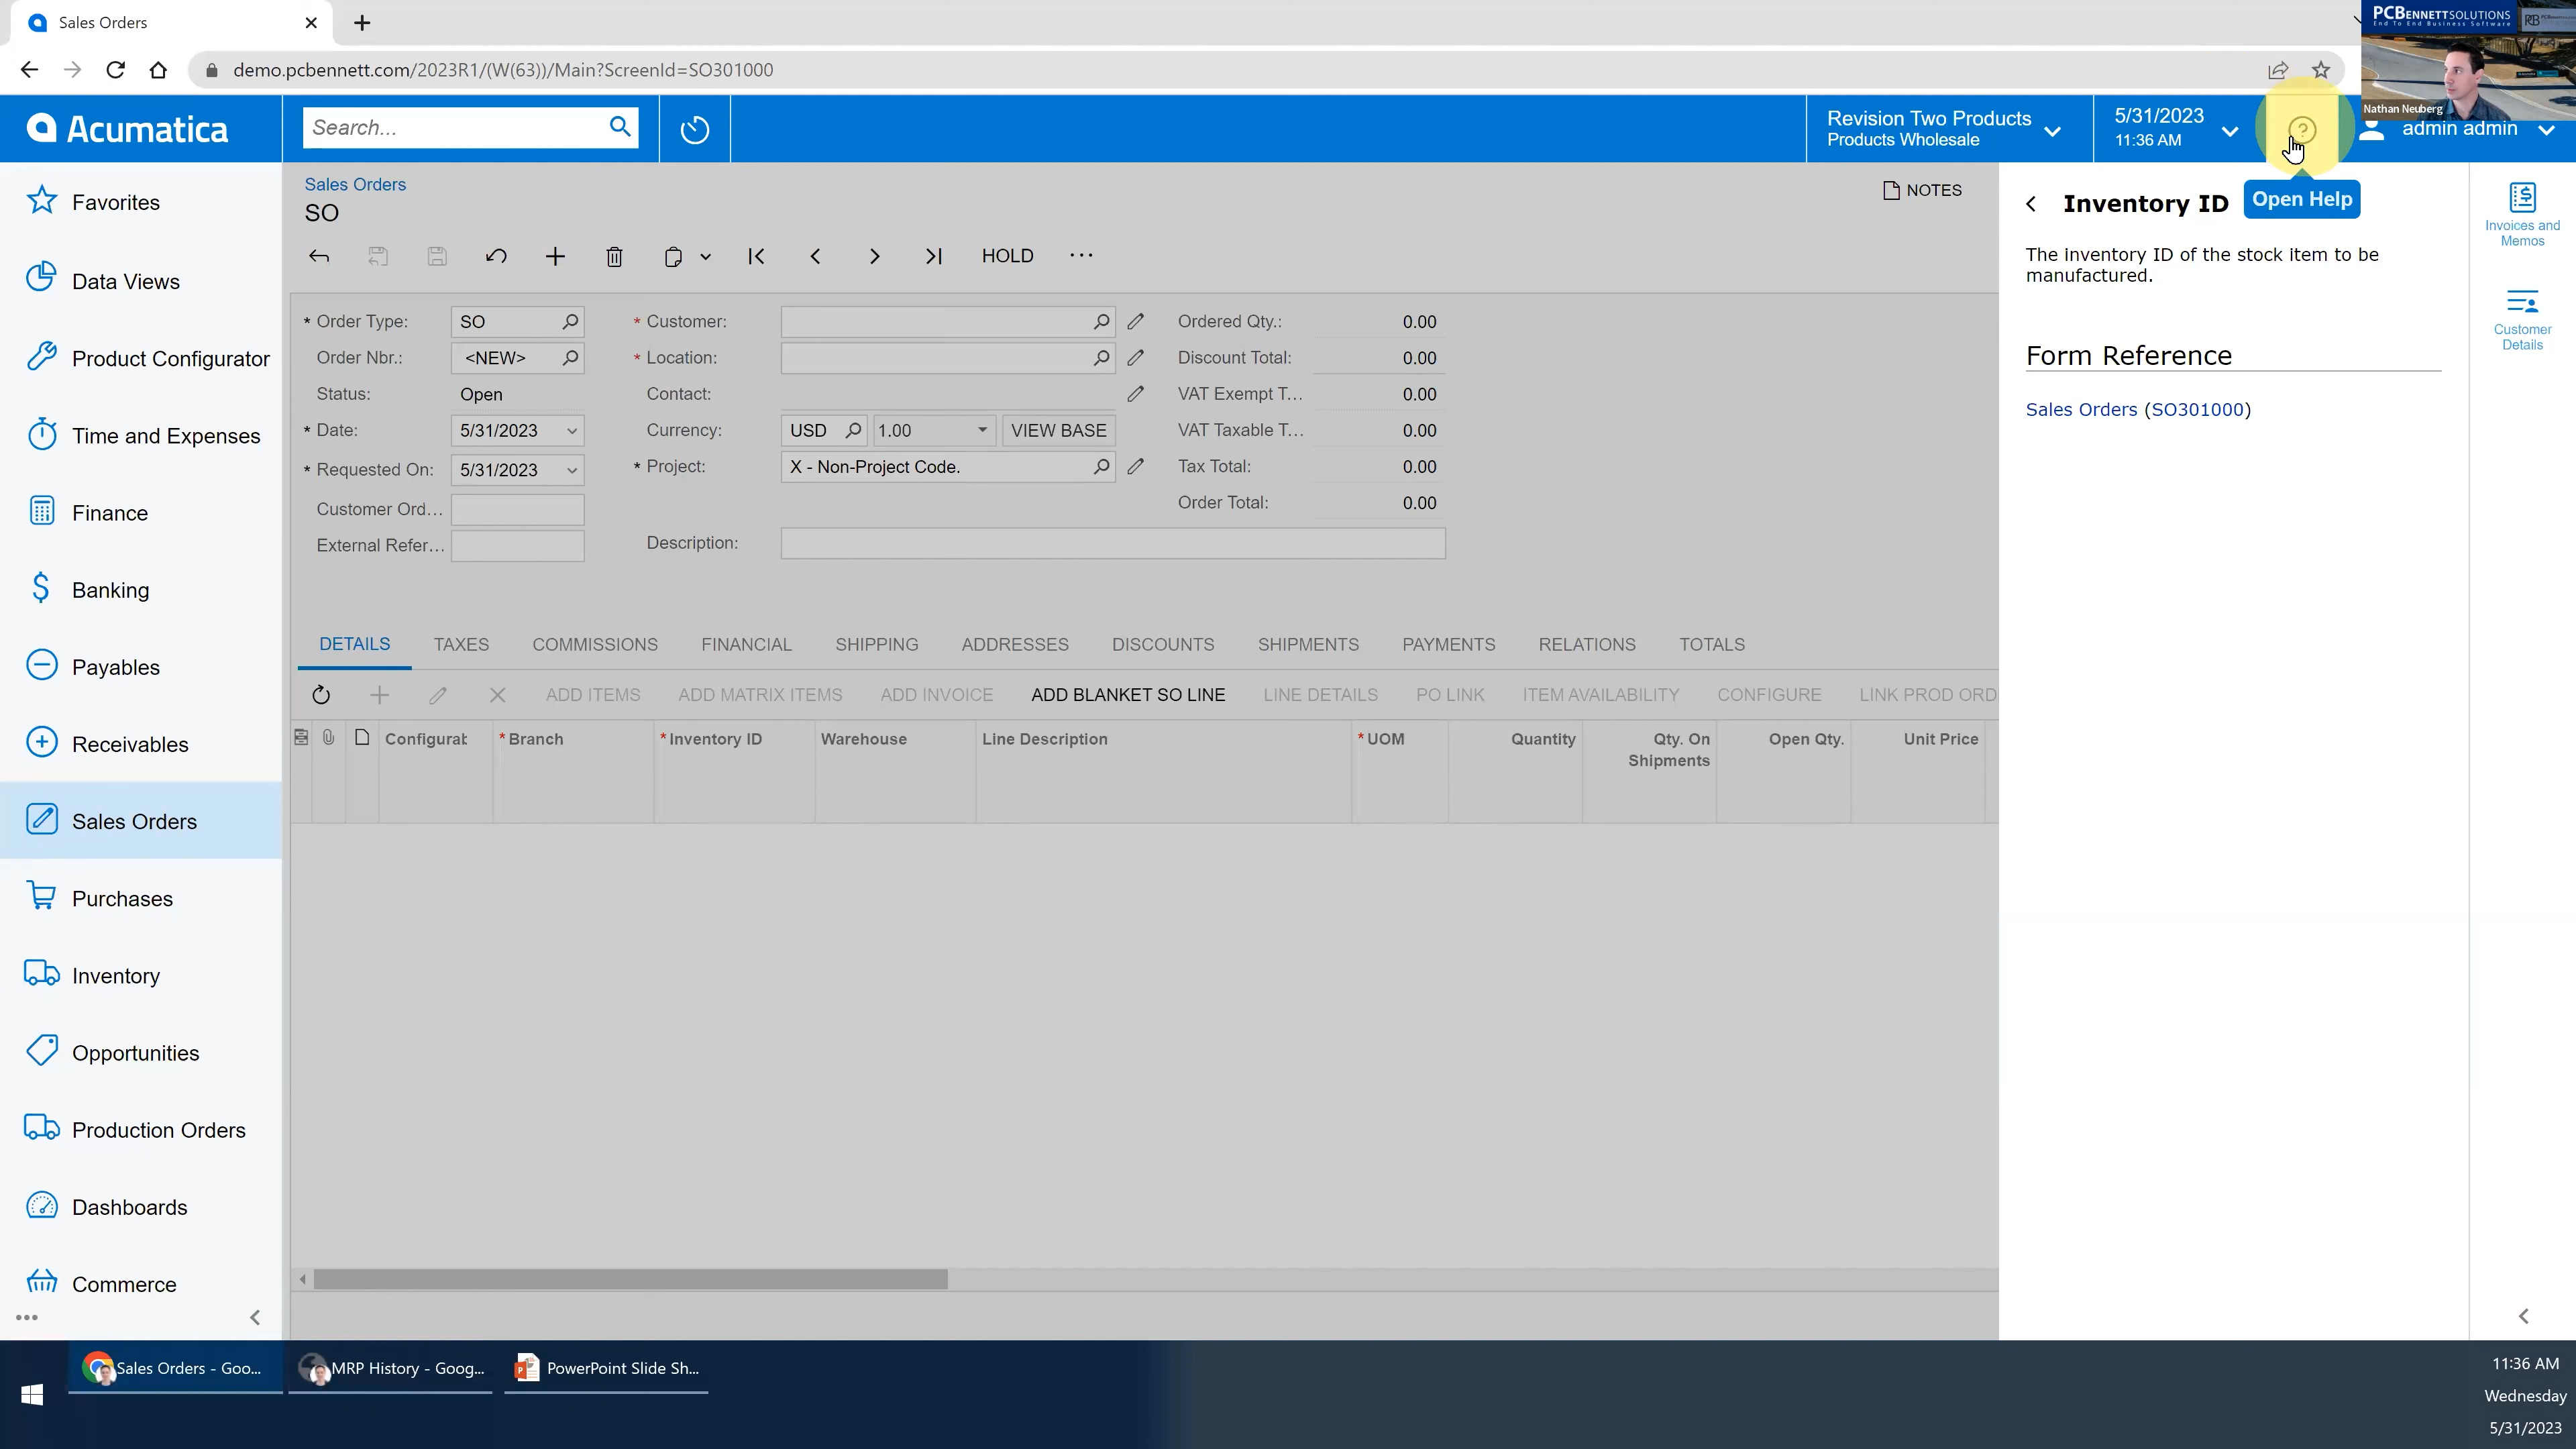 Sales Orders
PCBENNETTSOLUTIONS
End To End Business Software
PCB
demo.pcbennett.com/2023R1/(W(63))/Main?ScreenId=SO301000
Nathan Neuberg
Acumatica
Search...
Revision Two Products
Products Wholesale
5/31/2023
11:36 AM
?
admin admin
Open Help
Favorites
Data Views
Product Configurator
Time and Expenses
Finance
Banking
Payables
Receivables
Sales Orders
Purchases
Inventory
Opportunities
Production Orders
Dashboards
Commerce
Sales Orders
SO
NOTES
HOLD
* Order Type: SO
Order Nbr.: <NEW>
Status: Open
* Date: 5/31/2023
* Requested On: 5/31/2023
Customer Ord...
External Refer...
* Customer:
* Location:
Contact:
Currency: USD 1.00 VIEW BASE
* Project: X - Non-Project Code.
Description:
Ordered Qty.: 0.00
Discount Total: 0.00
VAT Exempt T... 0.00
VAT Taxable T... 0.00
Tax Total: 0.00
Order Total: 0.00
DETAILS TAXES COMMISSIONS FINANCIAL SHIPPING ADDRESSES DISCOUNTS SHIPMENTS PAYMENTS RELATIONS TOTALS
ADD ITEMS ADD MATRIX ITEMS ADD INVOICE ADD BLANKET SO LINE LINE DETAILS PO LINK ITEM AVAILABILITY CONFIGURE LINK PROD ORD
Configurat * Branch * Inventory ID Warehouse Line Description * UOM Quantity Qty. On Open Qty. Unit Price
Shipments
Inventory ID
The inventory ID of the stock item to be
manufactured.
Form Reference
Sales Orders (SO301000)
Invoices and
Memos
Customer
Details
Sales Orders - Goo...
MRP History - Goog...
PowerPoint Slide Sh...
11:36 AM
Wednesday
5/31/2023